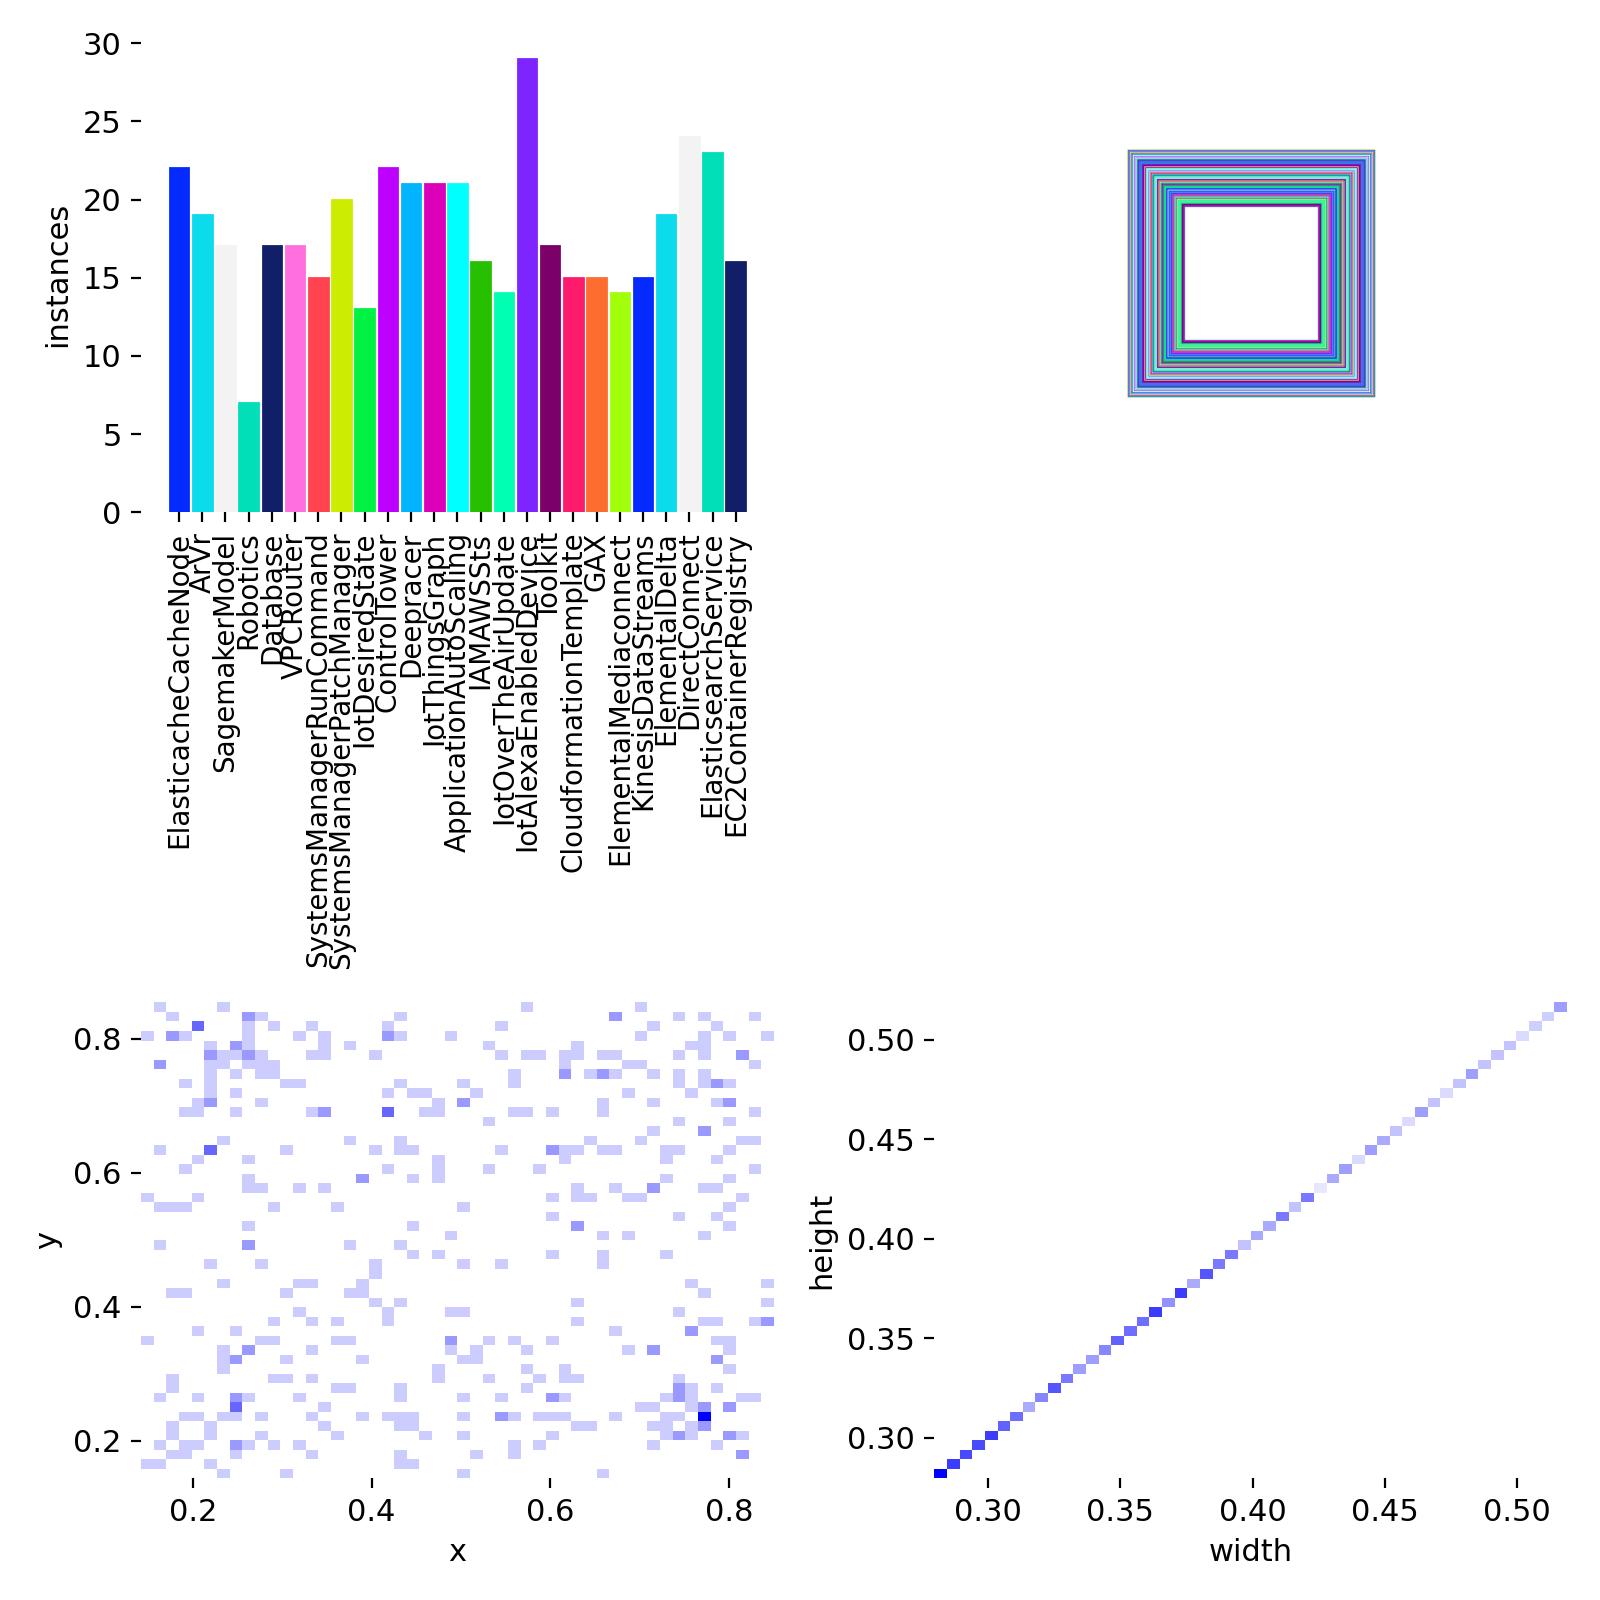 30
25
20
15
10
5
0
instances
ElasticacheCacheNode
ArVr
SagemakerModel
Robotics
Database
VPCRouter
SystemsManagerRunCommand
SystemsManagerPatchManager
IotDesiredState
ControlTower
Deepracer
IotThingsGraph
ApplicationAutoScaling
IAMAWSSts
IotOverTheAirUpdate
IotAlexaEnabledDevice
Toolkit
CloudformationTemplate
GAX
ElementalMediaconnect
KinesisDataStreams
ElementalDelta
DirectConnect
ElasticsearchService
EC2ContainerRegistry
0.8
0.6
0.4
0.2
y
0.2 0.4 0.6 0.8
x
0.50
0.45
0.40
0.35
0.30
height
0.30 0.35 0.40 0.45 0.50
width